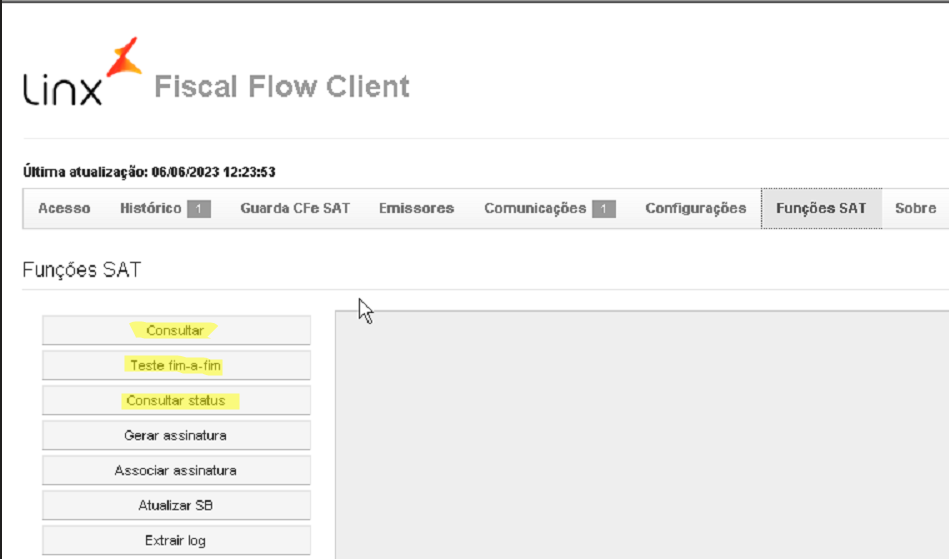 Linx Fiscal Flow Client
Última atualização: 06/06/2023 12:23:53
Acesso Histórico 1 Guarda CFe SAT Emissores Comunicações 1 Configurações Funções SAT Sobre
Funções SAT
Consultar
Teste fim-a-fim
Consultar status
Gerar assinatura
Associar assinatura
Atualizar SB
Extrair log